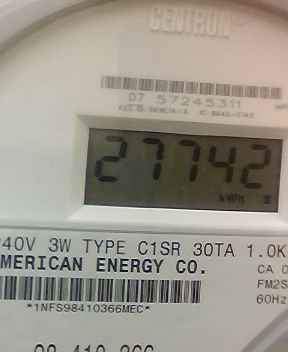 CENTRON®
07 57245311
27742
kWh
240V 3W TYPE C1SR 30TA 1.0K
AMERICAN ENERGY CO.
CA 0
FM2S
60Hz
*1NFS98410366MEC*